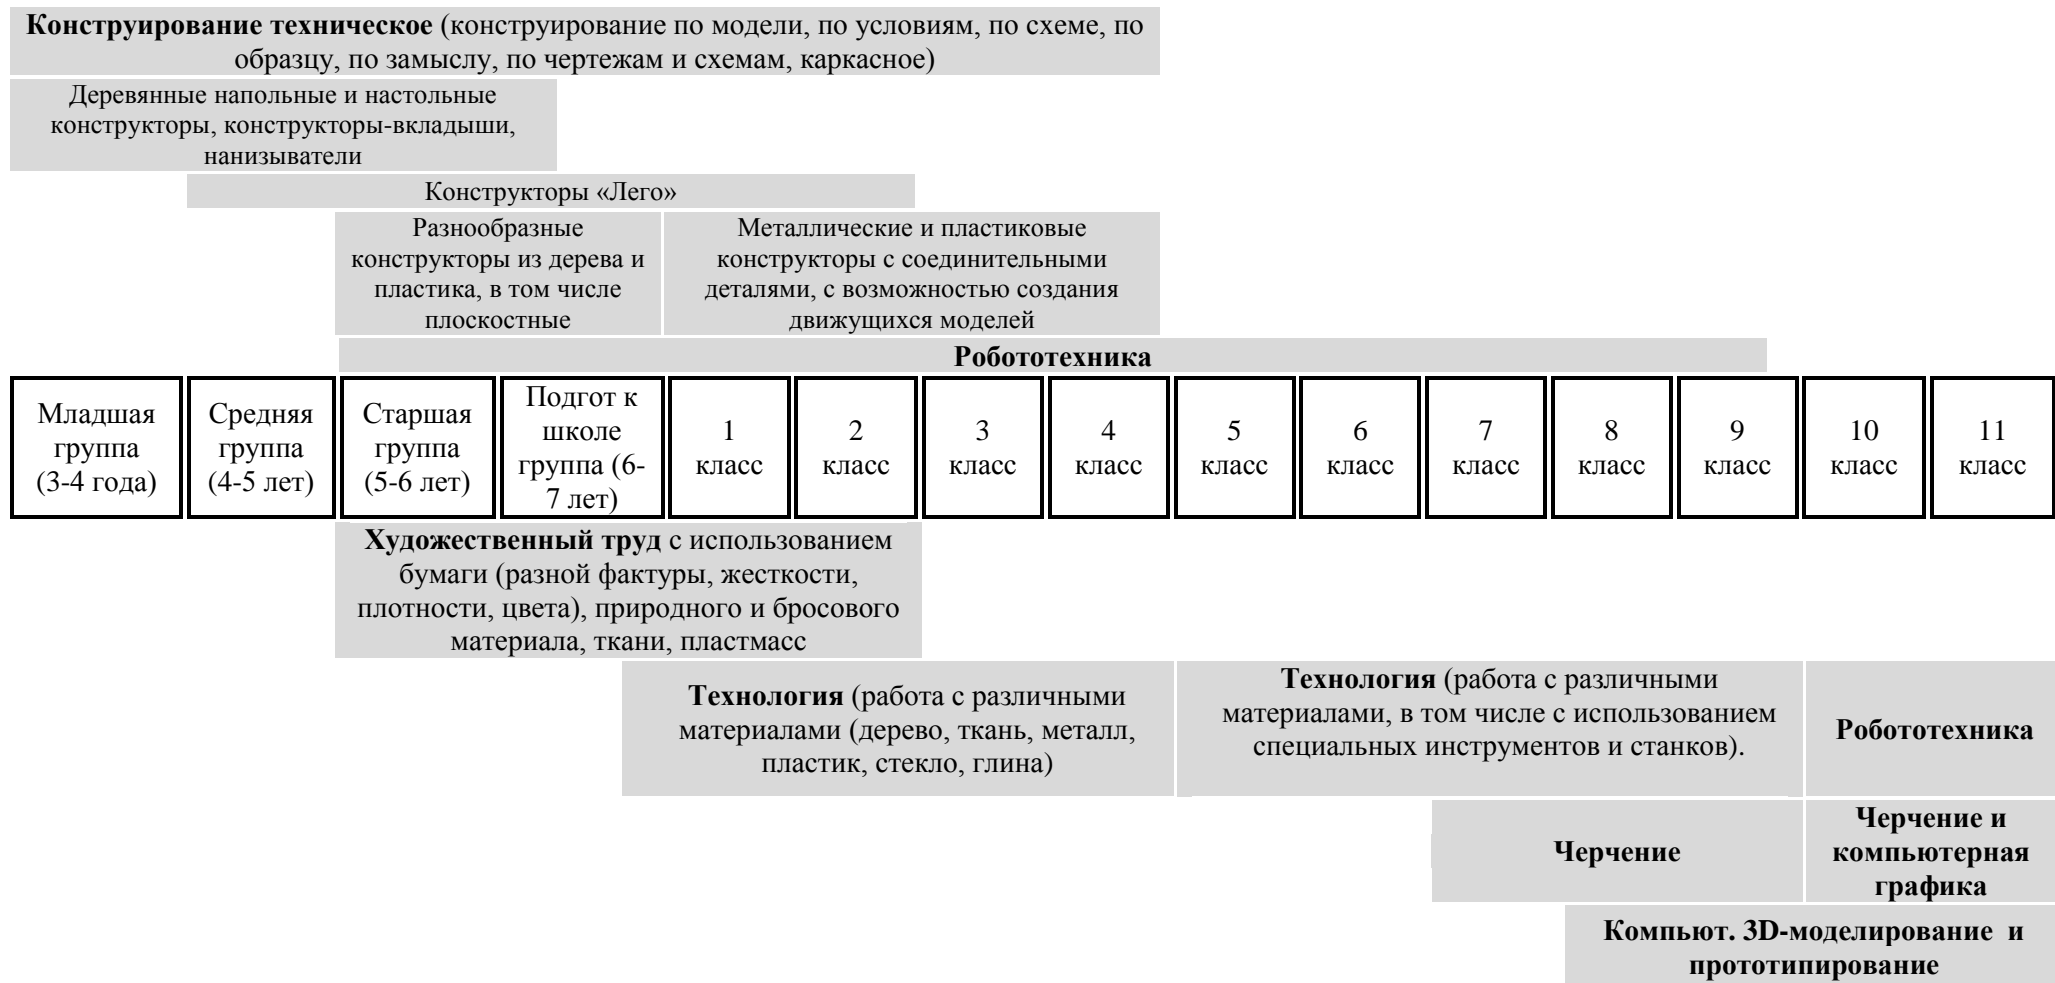 Конструирование техническое (конструирование по модели, по условиям, по схеме, по
образцу, по замыслу, по чертежам и схемам, каркасное)
Деревянные напольные и настольные
конструкторы, конструкторы-вкладыши,
нанизыватели
Конструкторы «Лего»
Разнообразные
конструкторы из дерева и
пластика, в том числе
плоскостные
Металлические и пластиковые
конструкторы с соединительными
деталями, с возможностью создания
движущихся моделей
Робототехника
Младшая
группа
(3-4 года)
Средняя
группа
(4-5 лет)
Старшая
группа
(5-6 лет)
Подгот к
школе
группа (6-
7 лет)
1
класс
2
класс
3
класс
4
класс
5
класс
6
класс
7
класс
8
класс
9
класс
10
класс
11
класс
Художественный труд с использованием
бумаги (разной фактуры, жесткости,
плотности, цвета), природного и бросового
материала, ткани, пластмасс
Технология (работа с различными
материалами (дерево, ткань, металл,
пластик, стекло, глина)
Технология (работа с различными
материалами, в том числе с использованием
специальных инструментов и станков).
Робототехника
Черчение
Черчение и
компьютерная
графика
Компьют. 3D-моделирование и
прототипирование